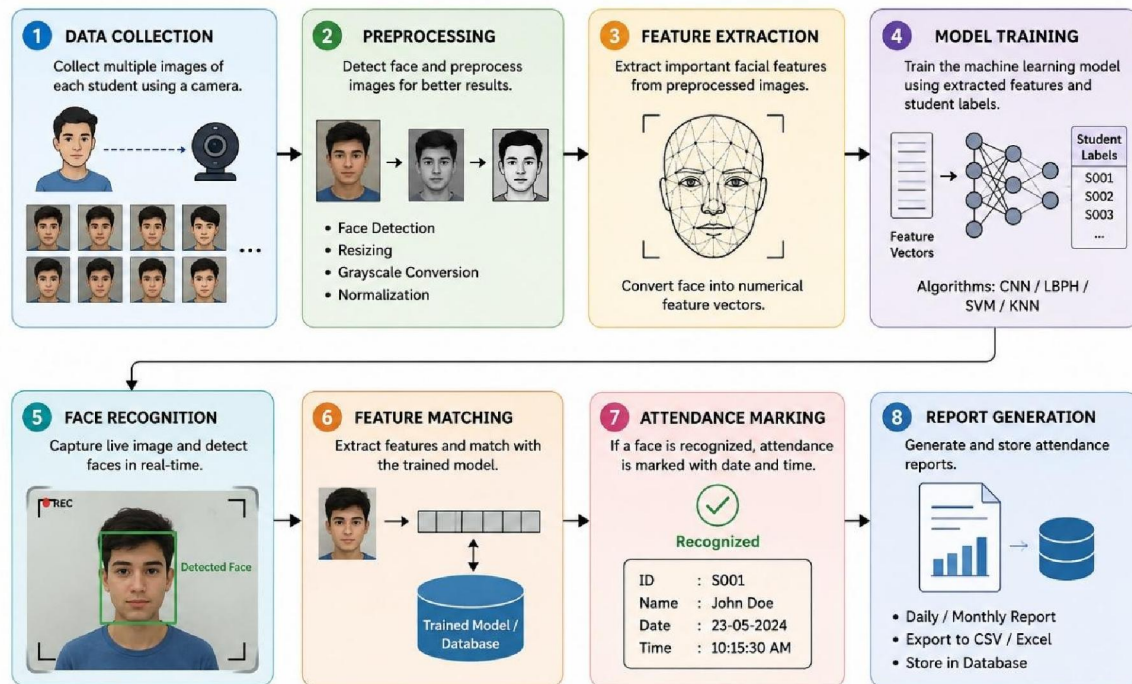 1 DATA COLLECTION
Collect multiple images of
each student using a camera.
...
2 PREPROCESSING
Detect face and preprocess
images for better results.
• Face Detection
• Resizing
• Grayscale Conversion
• Normalization
3 FEATURE EXTRACTION
Extract important facial features
from preprocessed images.
Convert face into numerical
feature vectors.
4 MODEL TRAINING
Train the machine learning model
using extracted features and
student labels.
Feature
Vectors
Student
Labels
S001
S002
S003
...
Algorithms: CNN / LBPH /
SVM / KNN
5 FACE RECOGNITION
Capture live image and detect
faces in real-time.
REC
Detected Face
6 FEATURE MATCHING
Extract features and match with
the trained model.
Trained Model /
Database
7 ATTENDANCE MARKING
If a face is recognized, attendance
is marked with date and time.
Recognized
ID : S001
Name : John Doe
Date : 23-05-2024
Time : 10:15:30 AM
8 REPORT GENERATION
Generate and store attendance
reports.
• Daily / Monthly Report
• Export to CSV / Excel
• Store in Database